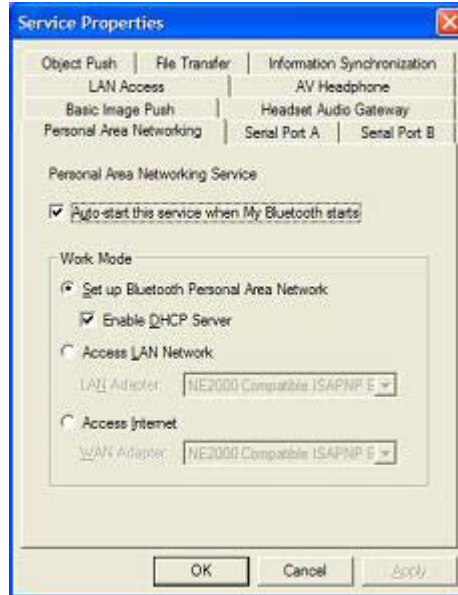 Service Properties
Object Push File Transfer Information Synchronization
LAN Access AV Headphone
Basic Image Push Headset Audio Gateway
Personal Area Networking Serial Port A Serial Port B
Personal Area Networking Service
Auto-start this service when My Bluetooth starts
Work Mode
Set up Bluetooth Personal Area Network
Enable DHCP Server
Access LAN Network
LAN Adapter: NE2000 Compatible ISAPNP E
Access Internet
WAN Adapter: NE2000 Compatible ISAPNP E
OK Cancel Apply